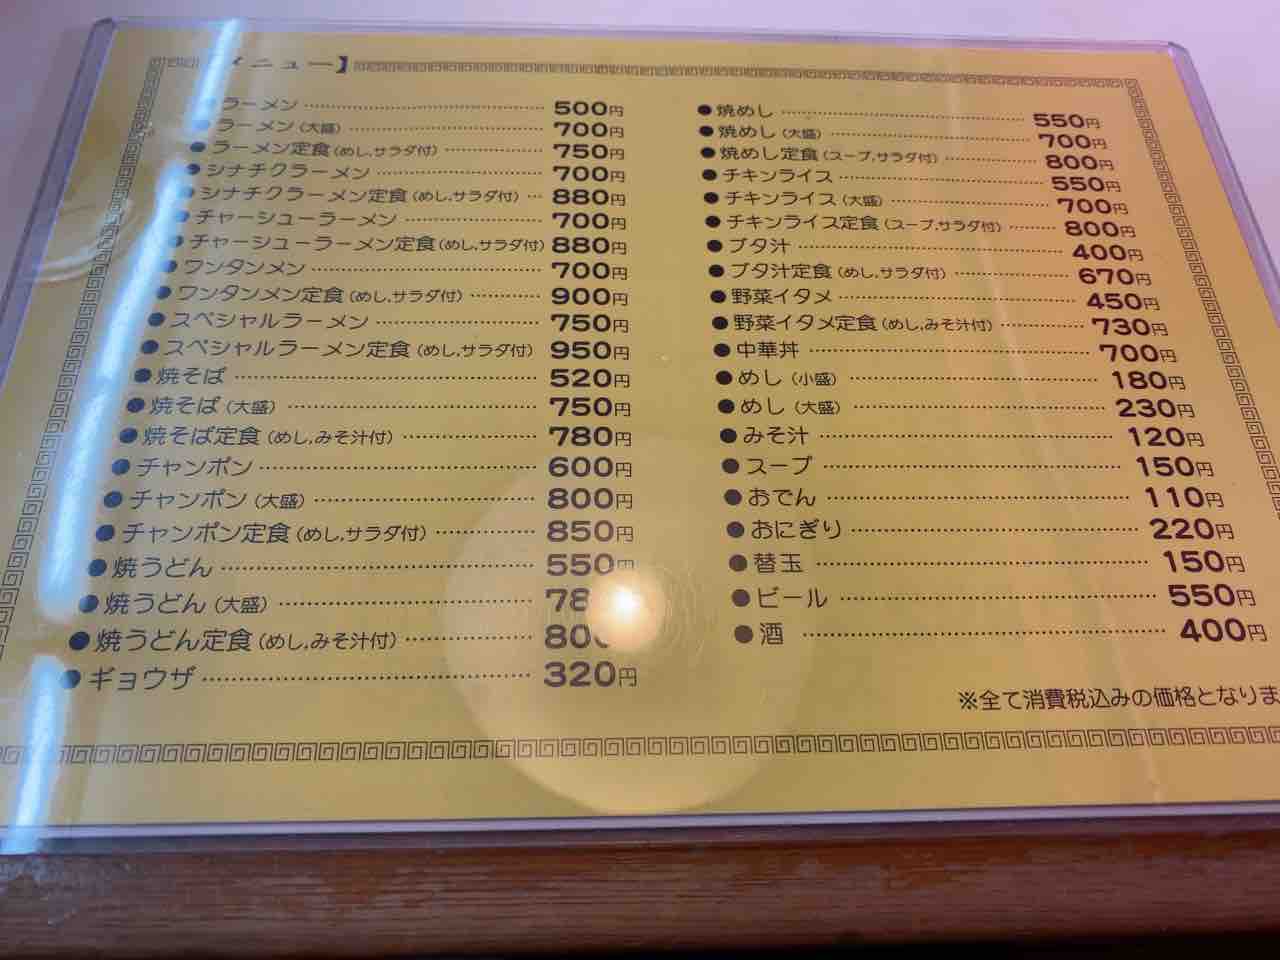 メニュー】
●ラーメン 500円
●ラーメン(大盛) 700円
●ラーメン定食(めし,サラダ付) 750円
●シナチクラーメン 700円
●シナチクラーメン定食(めし,サラダ付) 880円
●チャーシューラーメン 700円
●チャーシューラーメン定食(めし,サラダ付) 880円
●ワンタンメン 700円
●ワンタンメン定食(めし,サラダ付) 900円
●スペシャルラーメン 750円
●スペシャルラーメン定食(めし,サラダ付) 950円
●焼そば 520円
●焼そば(大盛) 750円
●焼そば定食(めし,みそ汁付) 780円
●チャンポン 600円
●チャンポン(大盛) 800円
●チャンポン定食(めし,サラダ付) 850円
●焼うどん 550円
●焼うどん(大盛) 78
●焼うどん定食(めし,みそ汁付) 800
●ギョウザ 320円
●焼めし 550円
●焼めし(大盛) 700円
●焼めし定食(スープ,サラダ付) 800円
●チキンライス 550円
●チキンライス(大盛) 700円
●チキンライス定食(スープ,サラダ付) 800円
●ブタ汁 400円
●ブタ汁定食(めし,サラダ付) 670円
●野菜イタメ 450円
●野菜イタメ定食(めし,みそ汁付) 730円
●中華丼 700円
●めし(小盛) 180円
●めし(大盛) 230円
●みそ汁 120円
●スープ 150円
●おでん 110円
●おにぎり 220円
●替玉 150円
●ビール 550円
●酒 400円
※全て消費税込みの価格となりま